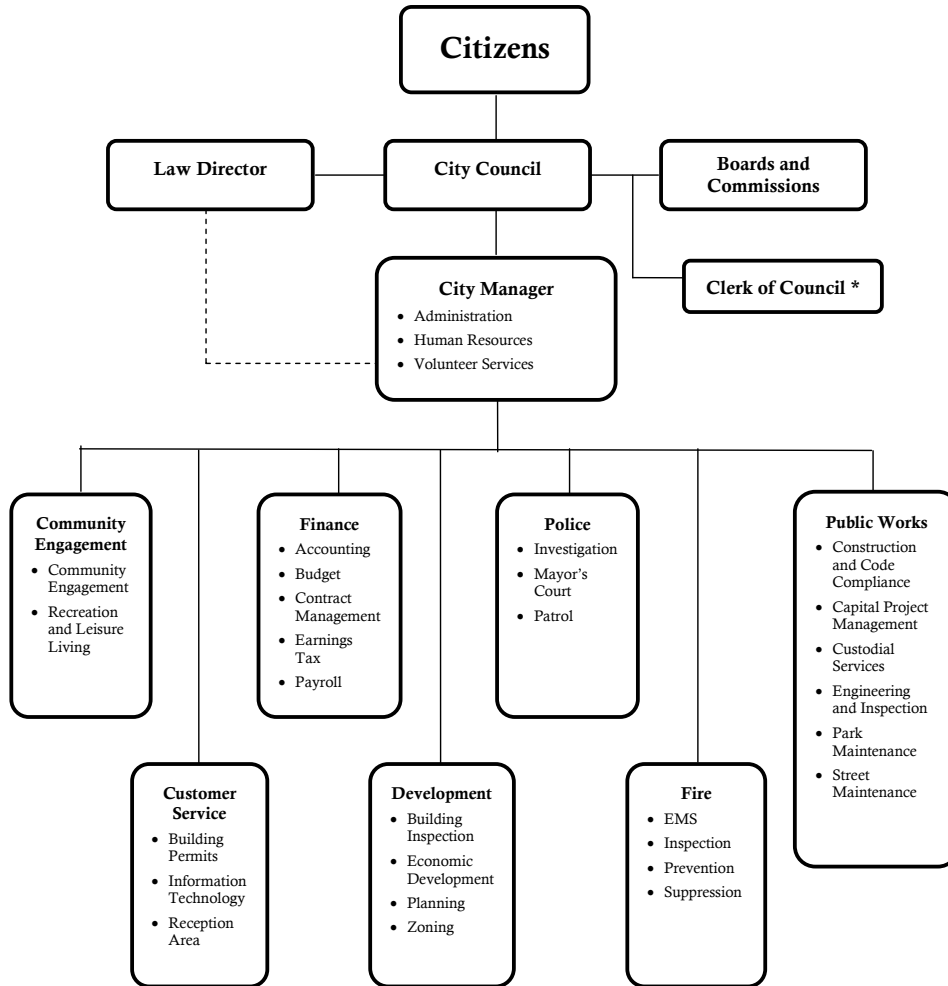 Citizens
Law Director
City Council
Boards and
Commissions
City Manager
• Administration
• Human Resources
• Volunteer Services
Clerk of Council *
Community
Engagement
• Community
Engagement
• Recreation
and Leisure
Living
Finance
• Accounting
• Budget
• Contract
Management
• Earnings
Tax
• Payroll
Police
• Investigation
• Mayor's
Court
• Patrol
Public Works
• Construction
and Code
Compliance
• Capital Project
Management
• Custodial
Services
• Engineering
and Inspection
• Park
Maintenance
• Street
Maintenance
Customer
Service
• Building
Permits
• Information
Technology
• Reception
Area
Development
• Building
Inspection
• Economic
Development
• Planning
• Zoning
Fire
• EMS
• Inspection
• Prevention
• Suppression